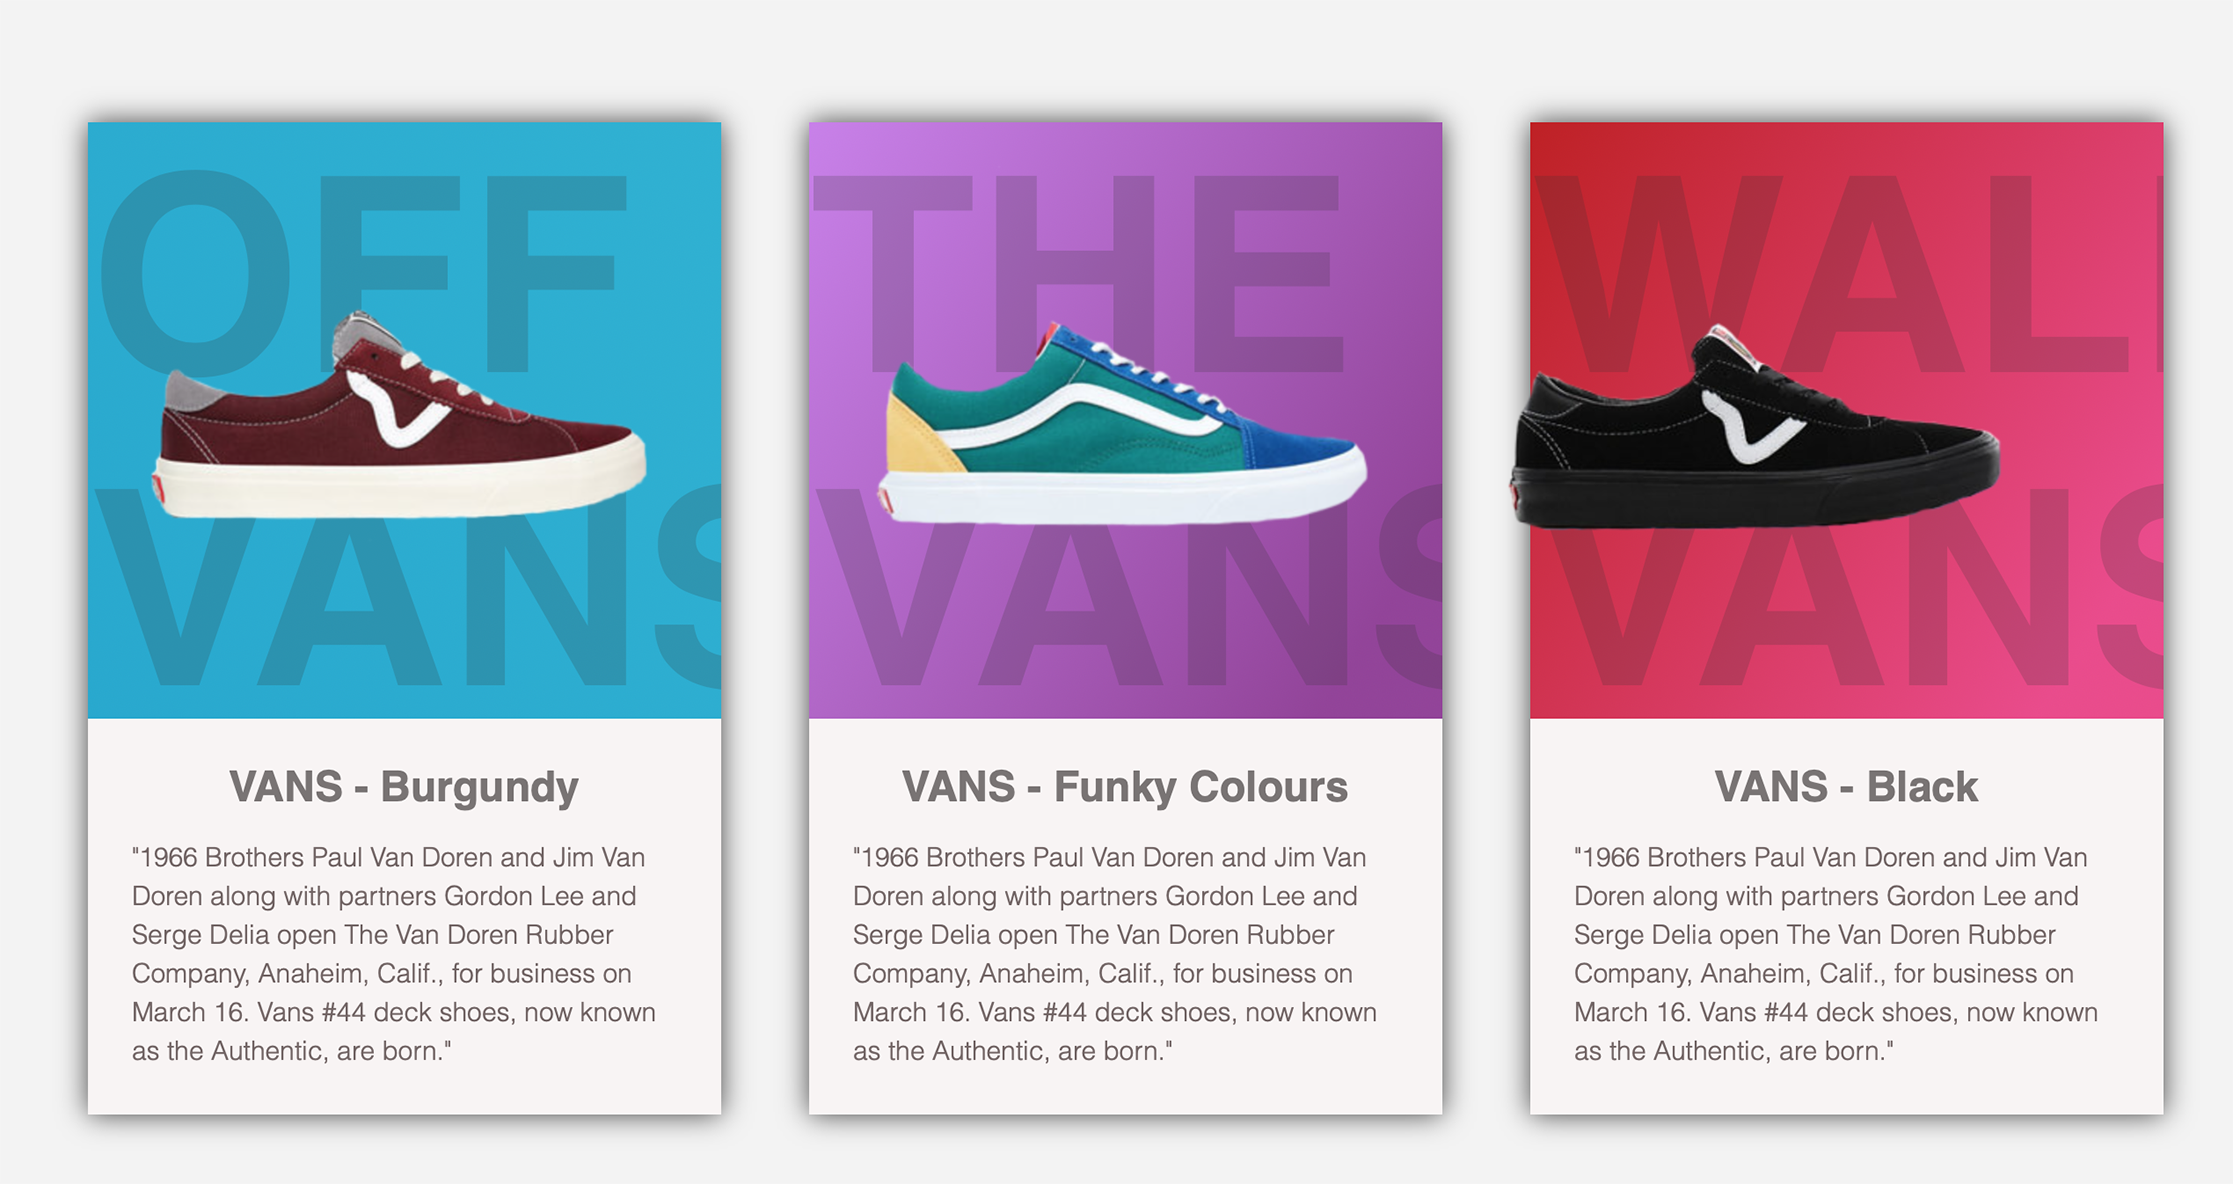 OFF
VANS
VANS - Burgundy
"1966 Brothers Paul Van Doren and Jim Van
Doren along with partners Gordon Lee and
Serge Delia open The Van Doren Rubber
Company, Anaheim, Calif., for business on
March 16. Vans #44 deck shoes, now known
as the Authentic, are born."
THE
VANS
VANS - Funky Colours
"1966 Brothers Paul Van Doren and Jim Van
Doren along with partners Gordon Lee and
Serge Delia open The Van Doren Rubber
Company, Anaheim, Calif., for business on
March 16. Vans #44 deck shoes, now known
as the Authentic, are born."
WALL
VANS
VANS - Black
"1966 Brothers Paul Van Doren and Jim Van
Doren along with partners Gordon Lee and
Serge Delia open The Van Doren Rubber
Company, Anaheim, Calif., for business on
March 16. Vans #44 deck shoes, now known
as the Authentic, are born."